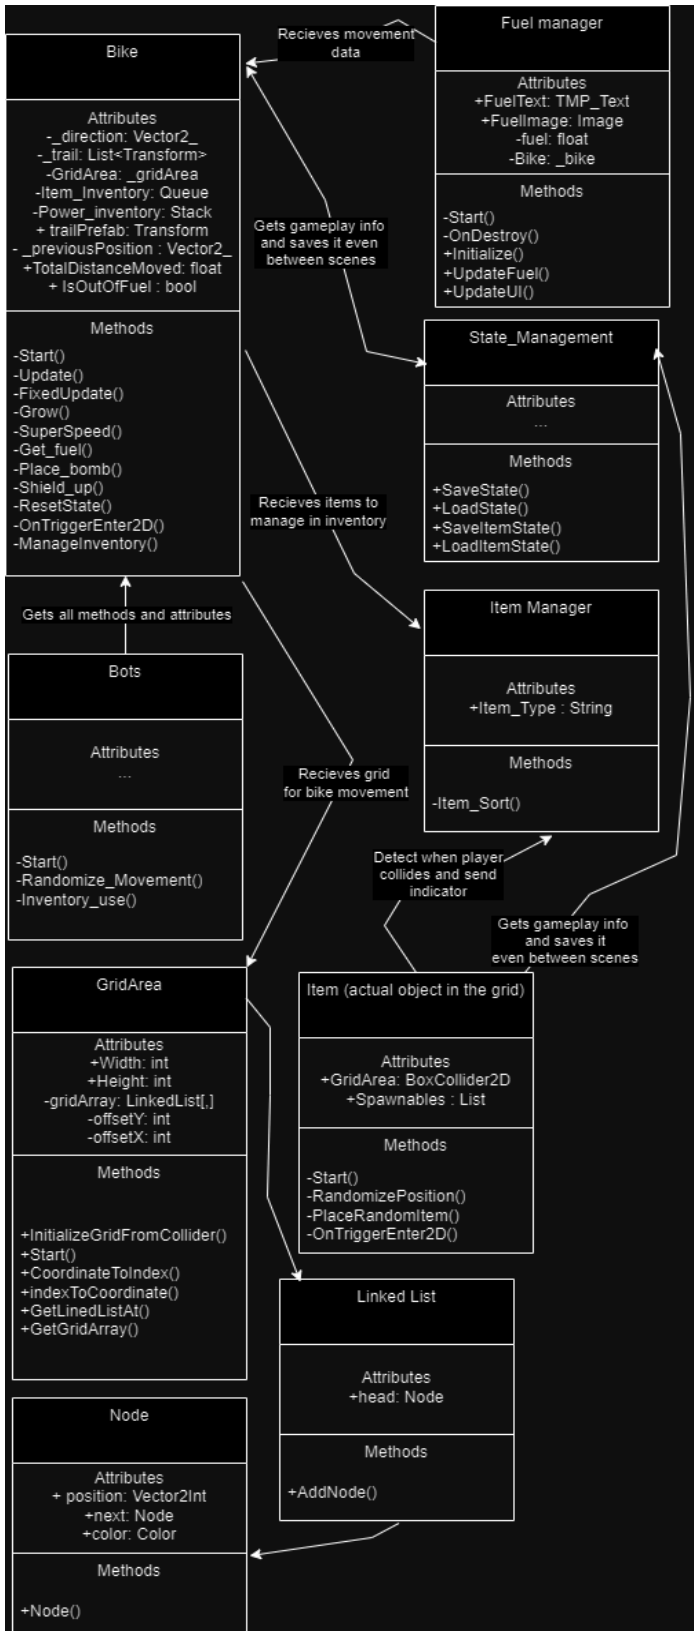 Bike
Attributes
-_direction: Vector2_
-_trail: List<Transform>
-GridArea: _gridArea
-Item_Inventory: Queue
-Power_inventory: Stack
+ trailPrefab: Transform
- _previousPosition : Vector2_
+TotalDistanceMoved: float
+ IsOutOfFuel : bool
Methods
-Start()
-Update()
-FixedUpdate()
-Grow()
-SuperSpeed()
-Get_fuel()
-Place_bomb()
-Shield_up()
-ResetState()
-OnTriggerEnter2D()
-ManageInventory()
Recieves movement
data
Fuel manager
Attributes
+FuelText: TMP_Text
+FuelImage: Image
-fuel: float
-Bike: _bike
Methods
-Start()
-OnDestroy()
+Initialize()
+UpdateFuel()
+UpdateUI()
Gets gameplay info
and saves it even
between scenes
State_Management
Attributes
...
Methods
+SaveState()
+LoadState()
+SaveItemState()
+LoadItemState()
Recieves items to
manage in inventory
Item Manager
Attributes
+Item_Type : String
Methods
-Item_Sort()
Gets all methods and attributes
Bots
Attributes
...
Methods
-Start()
-Randomize_Movement()
-Inventory_use()
Recieves grid
for bike movement
Detect when player
collides and send
indicator
Gets gameplay info
and saves it
even between scenes
GridArea
Attributes
+Width: int
+Height: int
-gridArray: LinkedList[,]
-offsetY: int
-offsetX: int
Methods
+InitializeGridFromCollider()
+Start()
+CoordinateToIndex()
+indexToCoordinate()
+GetLinedListAt()
+GetGridArray()
Item (actual object in the grid)
Attributes
+GridArea: BoxCollider2D
+Spawnables : List
Methods
-Start()
-RandomizePosition()
-PlaceRandomItem()
-OnTriggerEnter2D()
Linked List
Attributes
+head: Node
Methods
+AddNode()
Node
Attributes
+ position: Vector2Int
+next: Node
+color: Color
Methods
+Node()